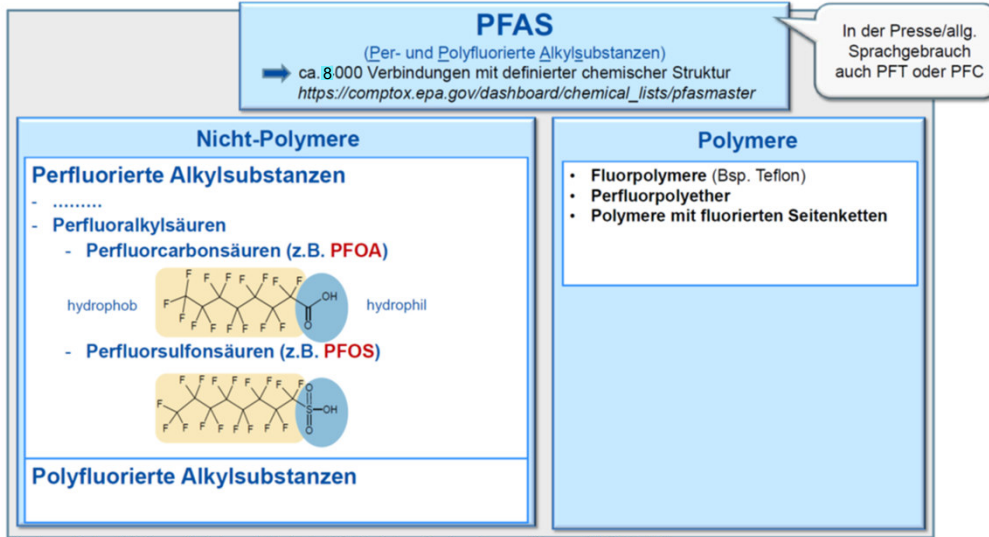 PFAS
(Per- und Polyfluorierte Alkylsubstanzen)
ca. 8000 Verbindungen mit definierter chemischer Struktur
https://comptox.epa.gov/dashboard/chemical_lists/pfasmaster
In der Presse/allg.
Sprachgebrauch
auch PFT oder PFC
Nicht-Polymere
Perfluorierte Alkylsubstanzen
- .........
- Perfluoralkylsäuren
- Perfluorcarbonsäuren (z.B. PFOA)
F F F F F F F
hydrophob F OH hydrophil
F F F F F F F O
- Perfluorsulfonsäuren (z.B. PFOS)
F F F F F F F F O
F S OH
F F F F F F F F O
Polyfluorierte Alkylsubstanzen
Polymere
• Fluorpolymere (Bsp. Teflon)
• Perfluorpolyether
• Polymere mit fluorierten Seitenketten